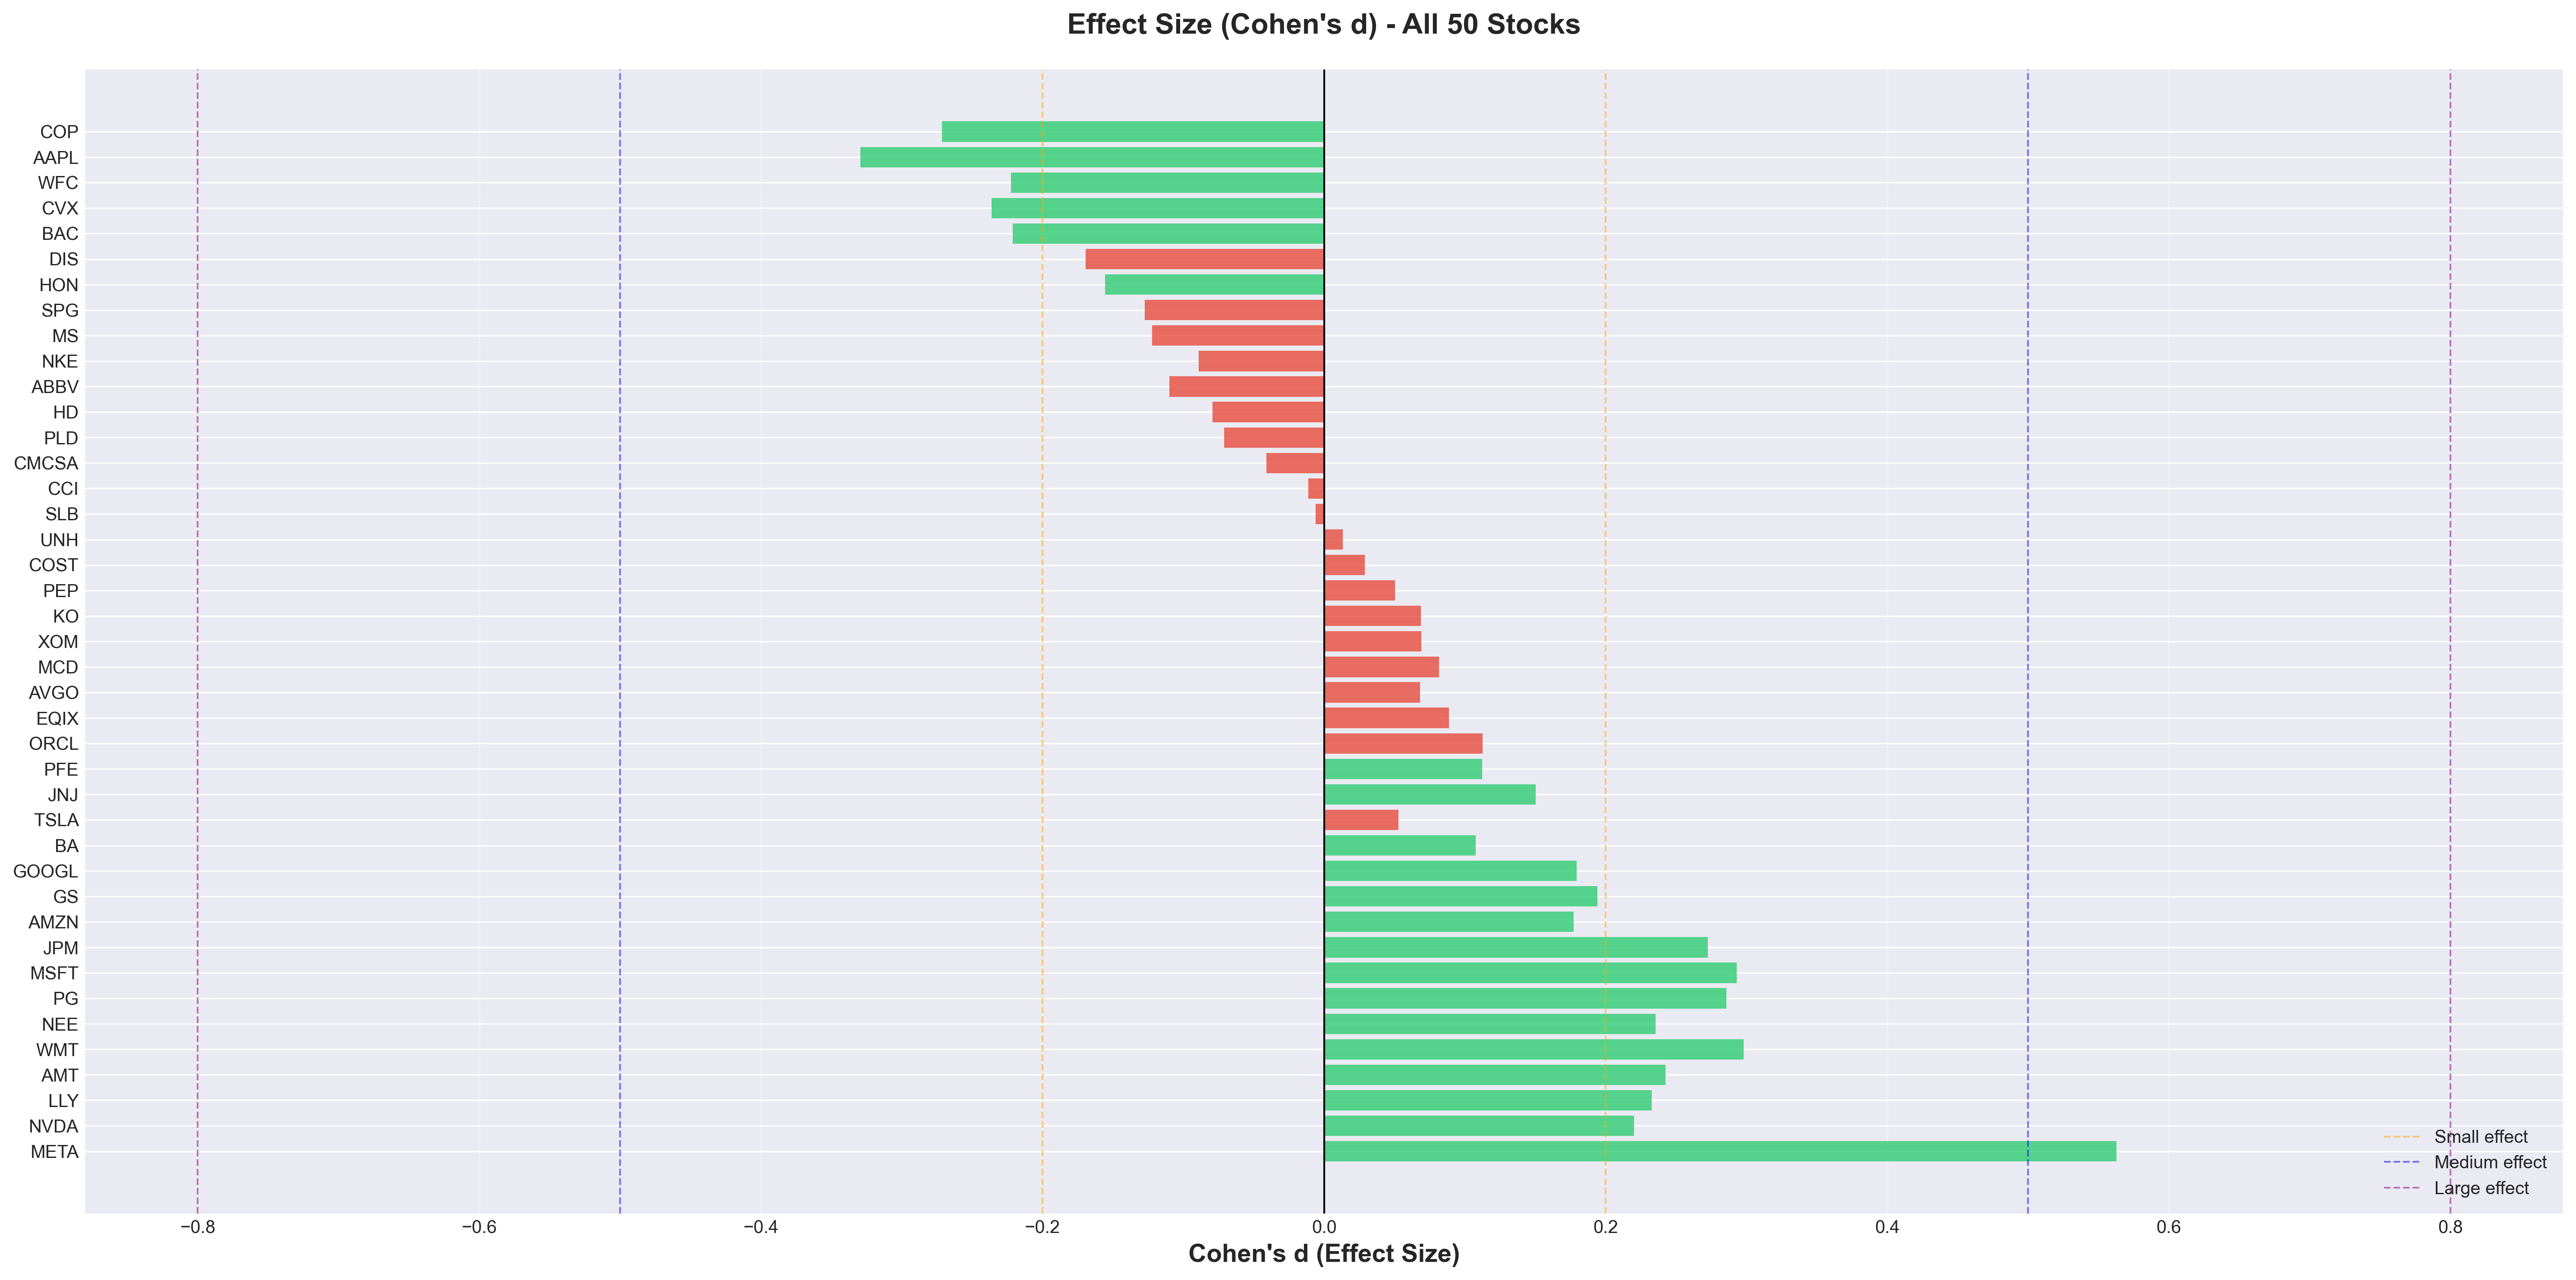 Effect Size (Cohen's d) - All 50 Stocks
COP
AAPL
WFC
CVX
BAC
DIS
HON
SPG
MS
NKE
ABBV
HD
PLD
CMCSA
CCI
SLB
UNH
COST
PEP
KO
XOM
MCD
AVGO
EQIX
ORCL
PFE
JNJ
TSLA
BA
GOOGL
GS
AMZN
JPM
MSFT
PG
NEE
WMT
AMT
LLY
NVDA
META
Small effect
Medium effect
Large effect
−0.8 −0.6 −0.4 −0.2 0.0 0.2 0.4 0.6 0.8
Cohen's d (Effect Size)